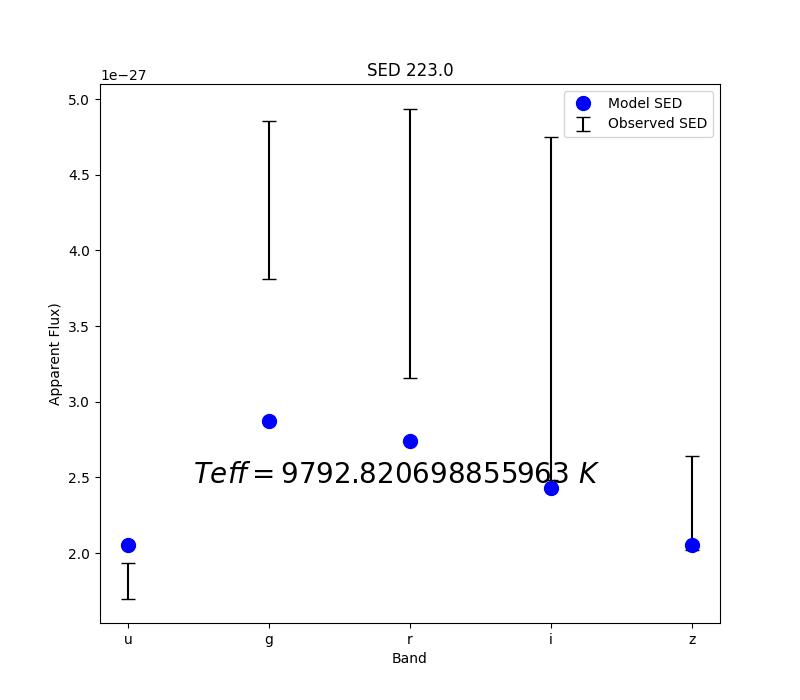 SED 223.0
1e−27
Model SED
Observed SED
5.0
4.5
4.0
3.5
3.0
2.5
2.0
Apparent Flux)
Teff = 9792.820698855963 K
u g r i z
Band